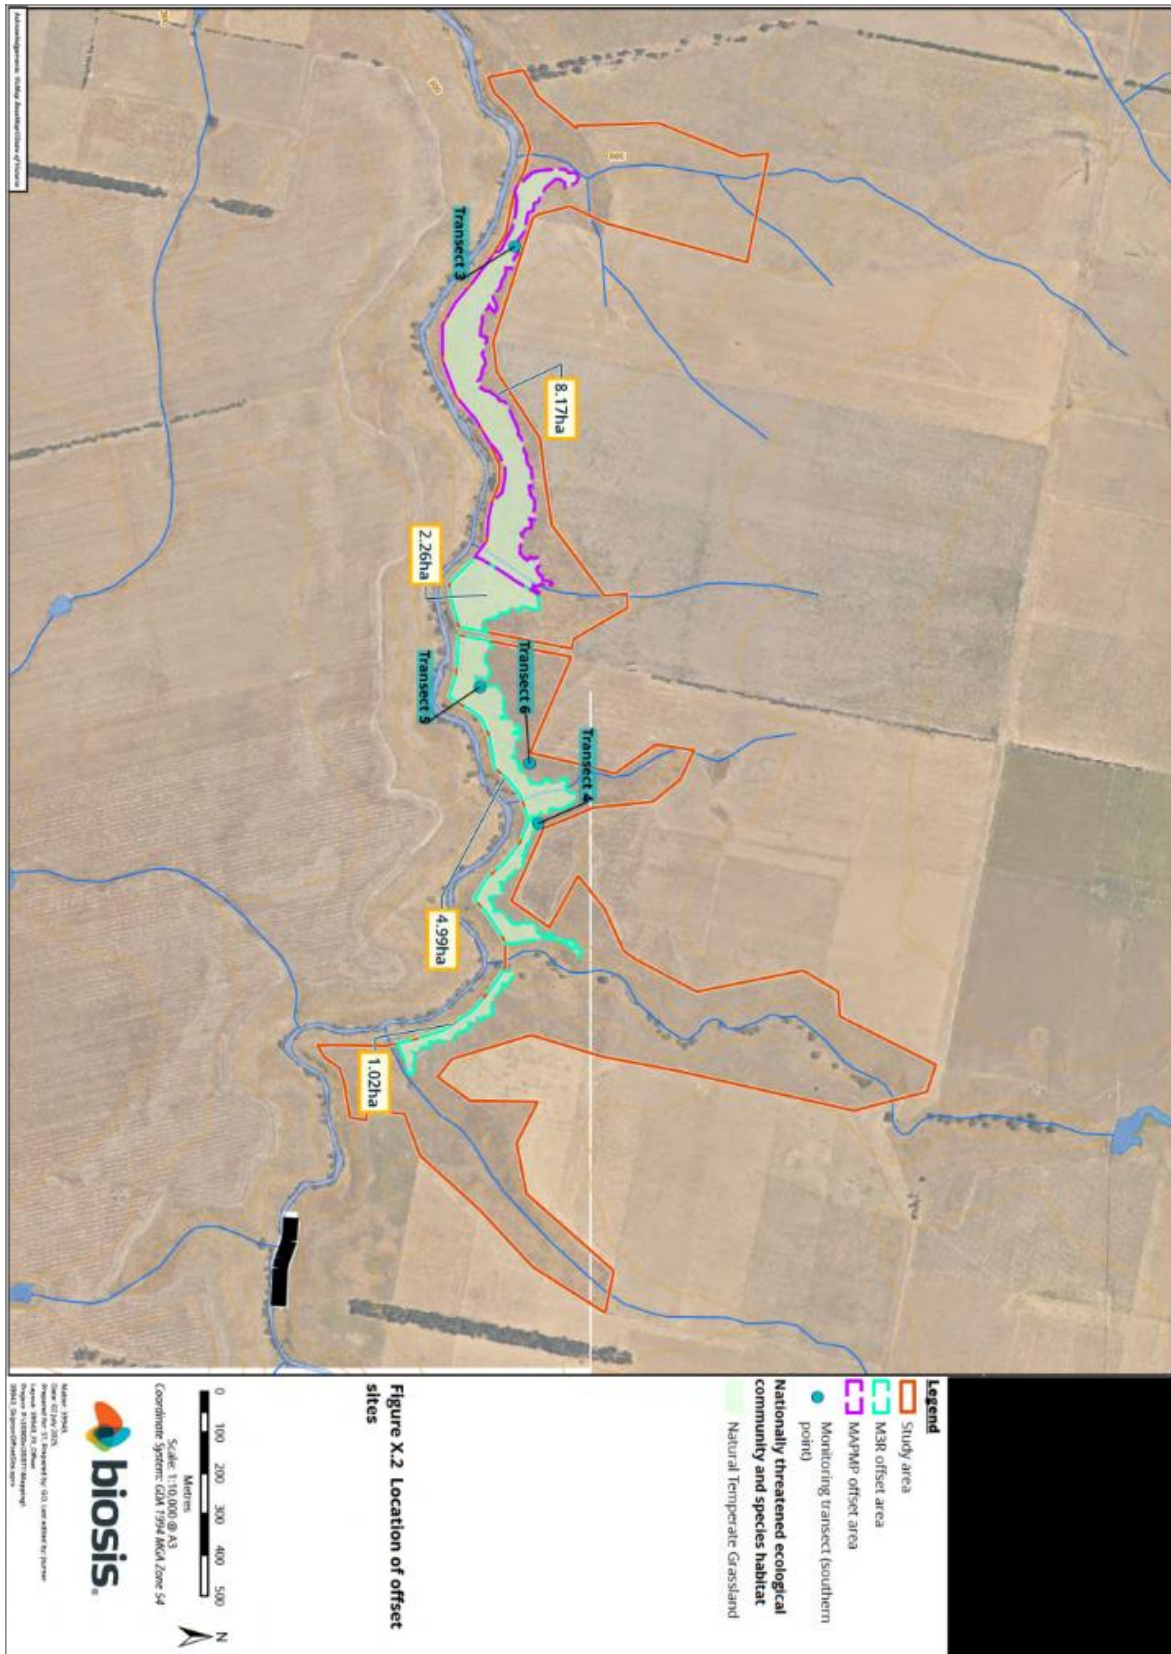 Transect 3
8.17ha
2.26ha
Transect 5
Transect 6
Transect 4
4.99ha
1.02ha
Legend
Study area
M3R offset area
MAPMP offset area
Monitoring transect (southern
point)
Nationally threatened ecological
community and species habitat
Natural Temperate Grassland
Figure X.2 Location of offset
sites
0 100 200 300 400 500
Metres
Scale: 1:10,000 @ A3
Coordinate System: GDA 1994 MGA Zone 54
N
biosis.